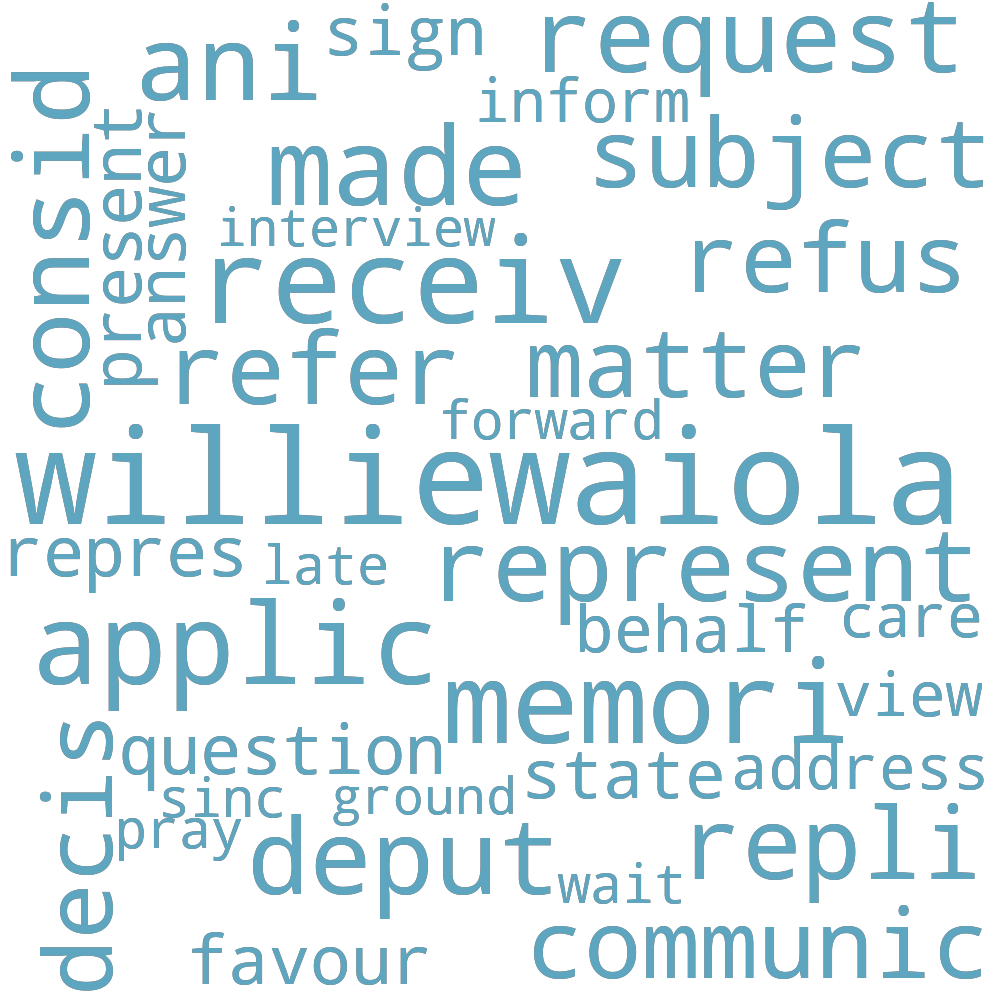 sign
request
ani
inform
consid
present
answer
made
subject
interview
receiv
refus
refer
matter
forward
williewaiola
repres
late
represent
behalf
care
applic
memori
view
decis
question
state
address
sinc
ground
pray
deput
repli
wait
favour
communic